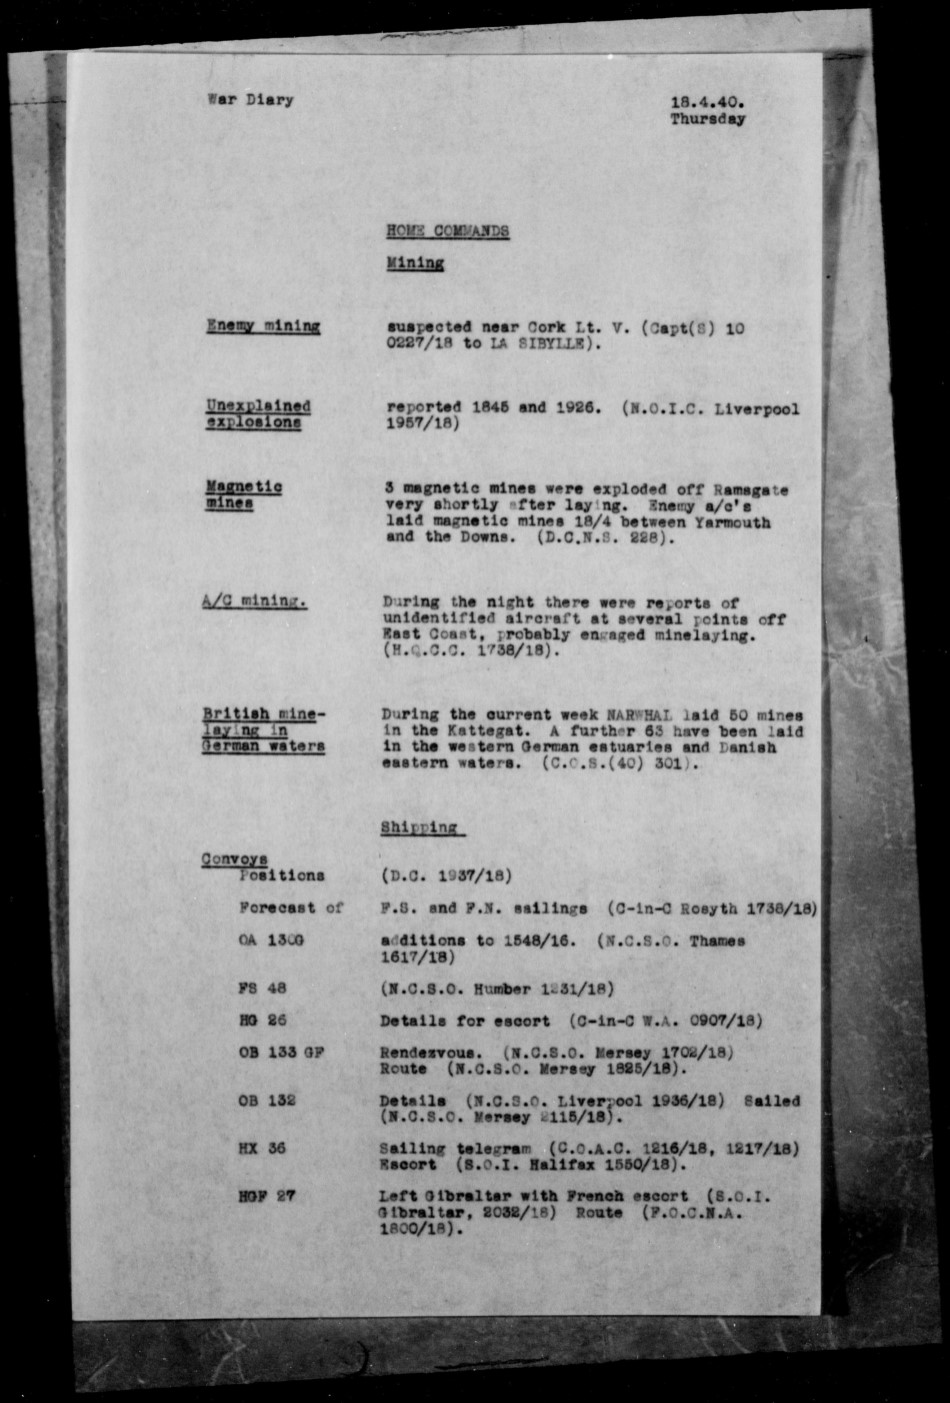 War Diary 18.4.40.
Thursday
HOME COMMANDS
Mining
Enemy mining suspected near Cork Lt. V. (Capt(S) 10
0227/18 to LA SIBYLLE).
Unexplained reported 1845 and 1926. (N.O.I.C. Liverpool
explosions 1957/18)
Magnetic 3 magnetic mines were exploded off Ramsgate
mines very shortly after laying. Enemy a/c's
laid magnetic mines 18/4 between Yarmouth
and the Downs. (D.C.N.S. 228).
A/C mining. During the night there were reports of
unidentified aircraft at several points off
East Coast, probably engaged minelaying.
(H.Q.C.C. 1738/18).
British mine- During the current week NARWHAL laid 50 mines
laying in in the Kattegat. A further 63 have been laid
German waters in the western German estuaries and Danish
eastern waters. (C.O.S.(40) 301).
Shipping
Convoys
Positions (D.C. 1937/18)
Forecast of F.S. and F.N. sailings (C-in-C Rosyth 1738/18)
OA 130G additions to 1548/16. (N.C.S.O. Thames
1617/18)
FS 48 (N.C.S.O. Humber 1231/18)
HG 26 Details for escort (C-in-C W.A. 0907/18)
OB 133 GF Rendezvous. (N.C.S.O. Mersey 1702/18)
Route (N.C.S.O. Mersey 1825/18).
OB 132 Details (N.C.S.O. Liverpool 1936/18) Sailed
(N.C.S.O. Mersey 2115/18).
HX 36 Sailing telegram (C.O.A.C. 1216/18, 1217/18)
Escort (S.O.I. Halifax 1550/18).
HGF 27 Left Gibraltar with French escort (S.O.I.
Gibraltar, 2032/18) Route (F.O.C.N.A.
1800/18).